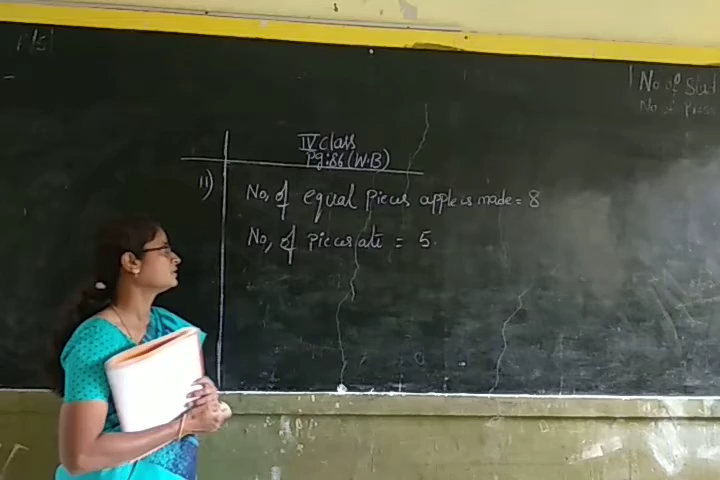 IV class
Pg:86 (W.B)
11)
No, of equal pieces apple is made = 8
No, of pieces ate = 5.
No of Stud
No of Prese